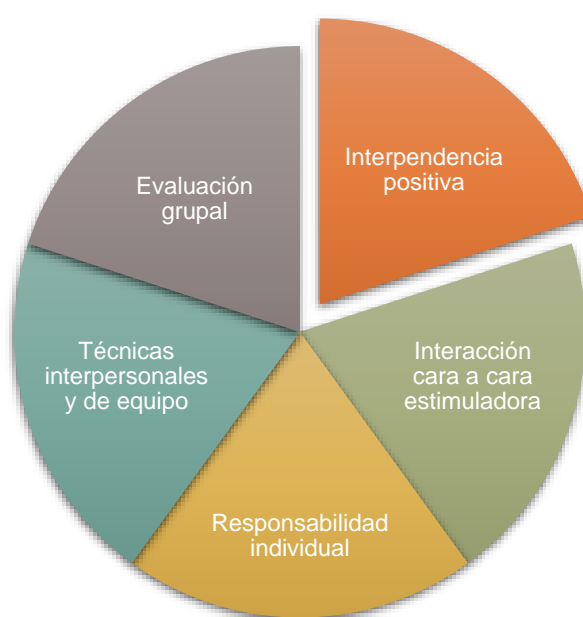 Interpendencia
positiva
Interacción
cara a cara
estimuladora
Responsabilidad
individual
Técnicas
interpersonales
y de equipo
Evaluación
grupal